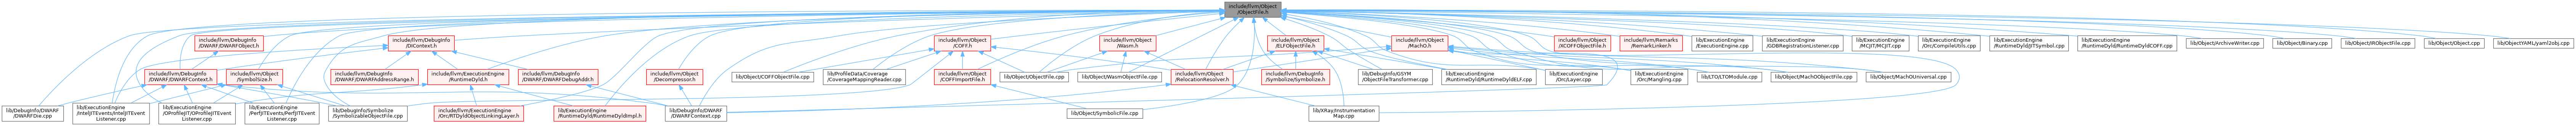 include/llvm/Object
/ObjectFile.h
include/llvm/DebugInfo
/DWARF/DWARFObject.h
include/llvm/DebugInfo
/DIContext.h
include/llvm/Object
/COFF.h
include/llvm/Object
/Wasm.h
include/llvm/Object
/ELFObjectFile.h
include/llvm/Object
/MachO.h
include/llvm/Object
/XCOFFObjectFile.h
include/llvm/Remarks
/RemarkLinker.h
lib/ExecutionEngine
/ExecutionEngine.cpp
lib/ExecutionEngine
/GDBRegistrationListener.cpp
lib/ExecutionEngine
/MCJIT/MCJIT.cpp
lib/ExecutionEngine
/Orc/CompileUtils.cpp
lib/ExecutionEngine
/RuntimeDyld/JITSymbol.cpp
lib/ExecutionEngine
/RuntimeDyld/RuntimeDyldCOFF.cpp
lib/Object/ArchiveWriter.cpp
lib/Object/Binary.cpp
lib/Object/IRObjectFile.cpp
lib/Object/Object.cpp
lib/ObjectYAML/yaml2obj.cpp
include/llvm/DebugInfo
/DWARF/DWARFContext.h
include/llvm/Object
/SymbolSize.h
include/llvm/DebugInfo
/DWARF/DWARFAddressRange.h
include/llvm/ExecutionEngine
/RuntimeDyld.h
include/llvm/DebugInfo
/DWARF/DWARFDebugAddr.h
include/llvm/Object
/Decompressor.h
lib/Object/COFFObjectFile.cpp
lib/ProfileData/Coverage
/CoverageMappingReader.cpp
include/llvm/Object
/COFFImportFile.h
lib/Object/ObjectFile.cpp
lib/Object/WasmObjectFile.cpp
include/llvm/Object
/RelocationResolver.h
include/llvm/DebugInfo
/Symbolize/Symbolize.h
lib/DebugInfo/GSYM
/ObjectFileTransformer.cpp
lib/ExecutionEngine
/RuntimeDyld/RuntimeDyldELF.cpp
lib/ExecutionEngine
/Orc/Layer.cpp
lib/ExecutionEngine
/Orc/Mangling.cpp
lib/LTO/LTOModule.cpp
lib/Object/MachOObjectFile.cpp
lib/Object/MachOUniversal.cpp
lib/DebugInfo/DWARF
/DWARFDie.cpp
lib/ExecutionEngine
/IntelJITEvents/IntelJITEvent
Listener.cpp
lib/ExecutionEngine
/OProfileJIT/OProfileJITEvent
Listener.cpp
lib/ExecutionEngine
/PerfJITEvents/PerfJITEvent
Listener.cpp
lib/DebugInfo/Symbolize
/SymbolizableObjectFile.cpp
include/llvm/ExecutionEngine
/Orc/RTDyldObjectLinkingLayer.h
lib/ExecutionEngine
/RuntimeDyld/RuntimeDyldImpl.h
lib/DebugInfo/DWARF
/DWARFContext.cpp
lib/Object/SymbolicFile.cpp
lib/XRay/Instrumentation
Map.cpp